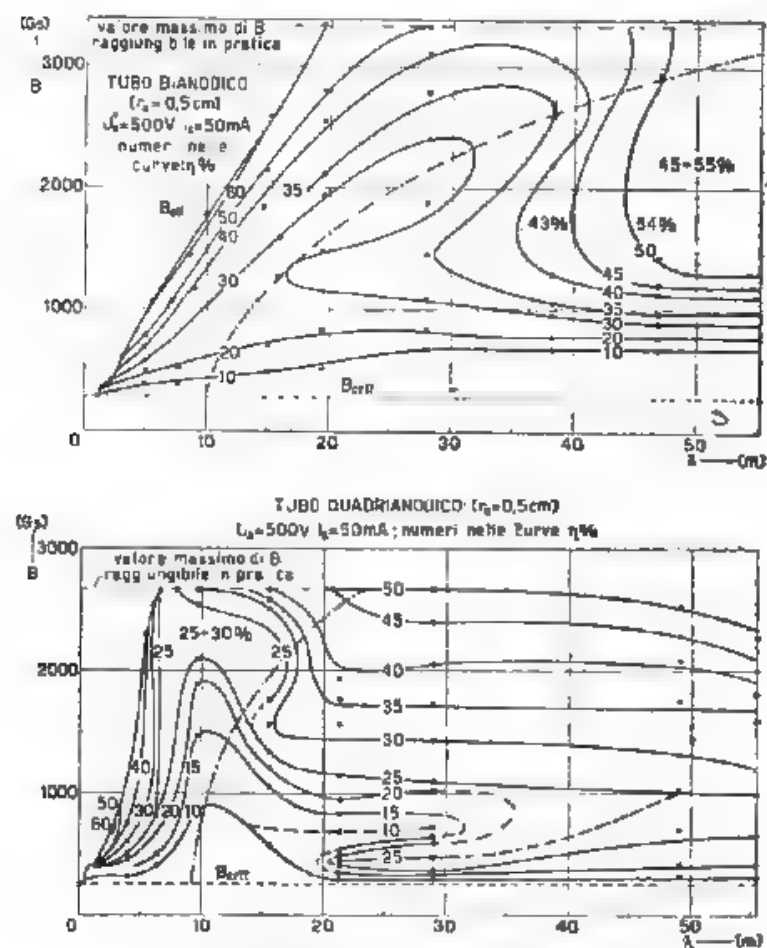 (Gs)
B
valore massimo di B
raggiungibile in pratica
3000
TUBO BIANODICO
(rₐ=0,5cm)
Uₐ=500V iₐ=50mA
numeri nelle
curve η%
2000
1000
0
60
50
40
35
30
20
10
43%
54%
45÷55%
50
45
40
35
30
20
10
Bcrit
10
20
30
40
50
(m)
TUBO QUADRIANODICO (rₐ=0,5cm)
Uₐ=500V Iₐ=50mA; numeri nelle curve η%
(Gs)
B
3000
valore massimo di B
raggiungibile in pratica
25÷30%
25
25
2000
1000
0
50
60
40
30
20
15
10
50
45
40
35
30
25
20
15
10
25
Bcrit
10
20
30
40
50
λ (m)